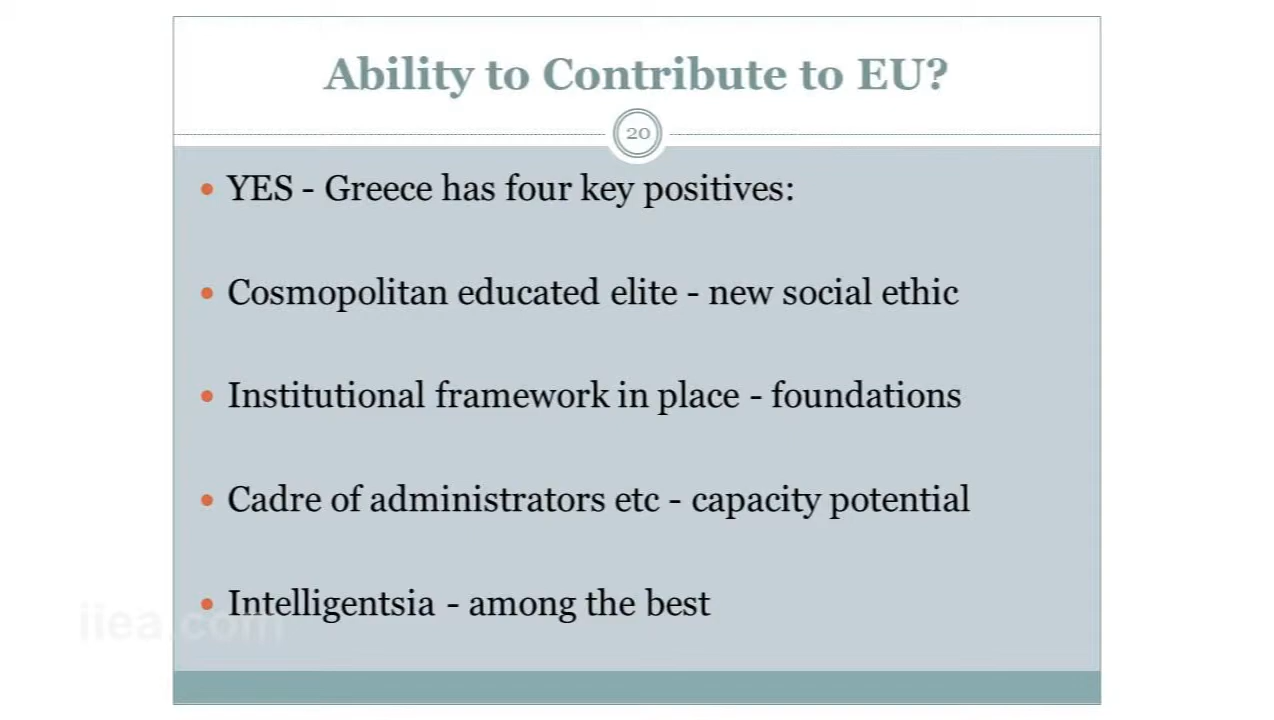 Ability to Contribute to EU?
20
• YES - Greece has four key positives:
• Cosmopolitan educated elite - new social ethic
• Institutional framework in place - foundations
• Cadre of administrators etc - capacity potential
• Intelligentsia - among the best
iiea.com